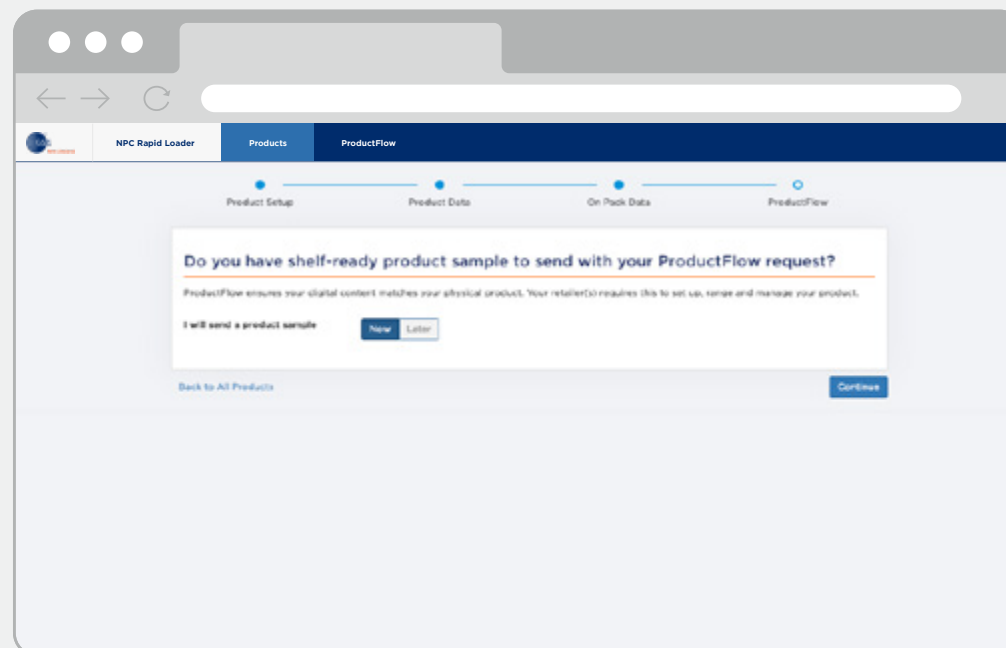 NPC Rapid Loader Products ProductFlow
Product Setup Product Data On Pack Data ProductFlow
Do you have shelf-ready product sample to send with your ProductFlow request?
ProductFlow ensures your digital content matches your physical product. Your retailer(s) requires this to set up, range and manage your product.
I will send a product sample Now Later
Back to All Products Continue